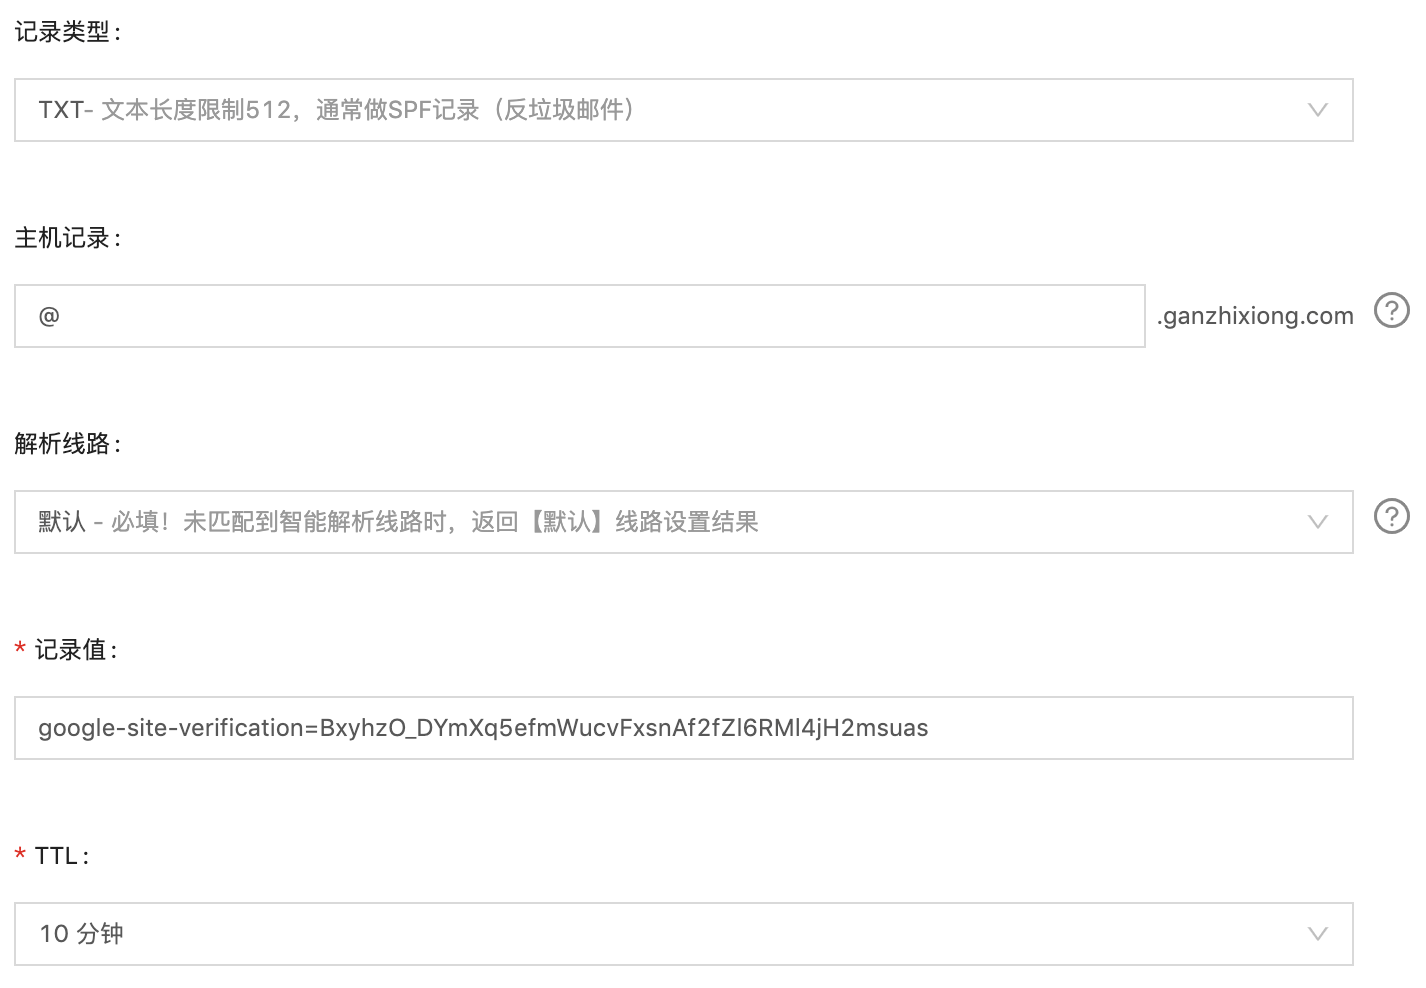 记录类型：
TXT- 文本长度限制512，通常做SPF记录（反垃圾邮件）
主机记录：
@ .ganzhixiong.com ?
解析线路：
默认 - 必填！未匹配到智能解析线路时，返回【默认】线路设置结果 ?
* 记录值：
google-site-verification=BxyhzO_DYmXq5efmWucvFxsnAf2fZl6RMl4jH2msuas
* TTL：
10 分钟